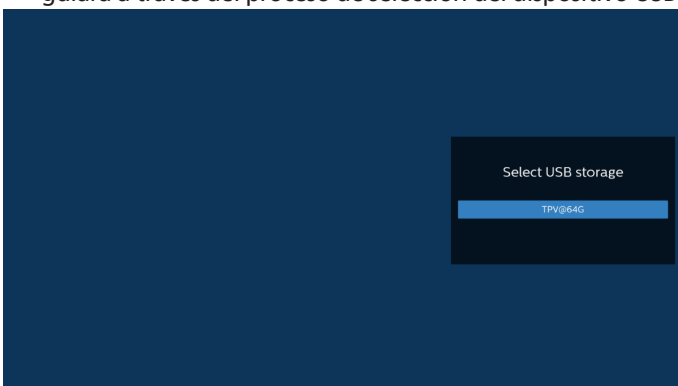 guiará a través del proceso de selección del dispositivo USB
Select USB storage
TPV@64G